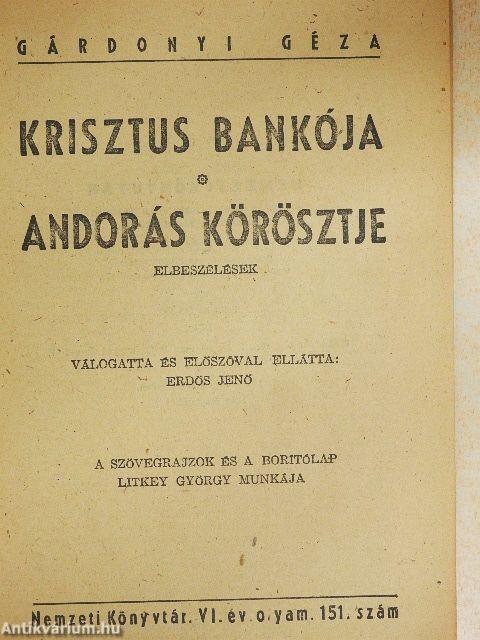 GÁRDONYI GÉZA
KRISZTUS BANKÓJA
ANDORÁS KÖRÖSZTJE
ELBESZÉLÉSEK
VÁLOGATTA ÉS ELŐSZÓVAL ELLÁTTA:
ERDŐS JENŐ
A SZÖVEGRAJZOK ÉS A BORÍTÓLAP
LITKEY GYÖRGY MUNKÁJA
Nemzeti Könyvtár. VI. év o.yam. 151. szám
Antikvárium.hu